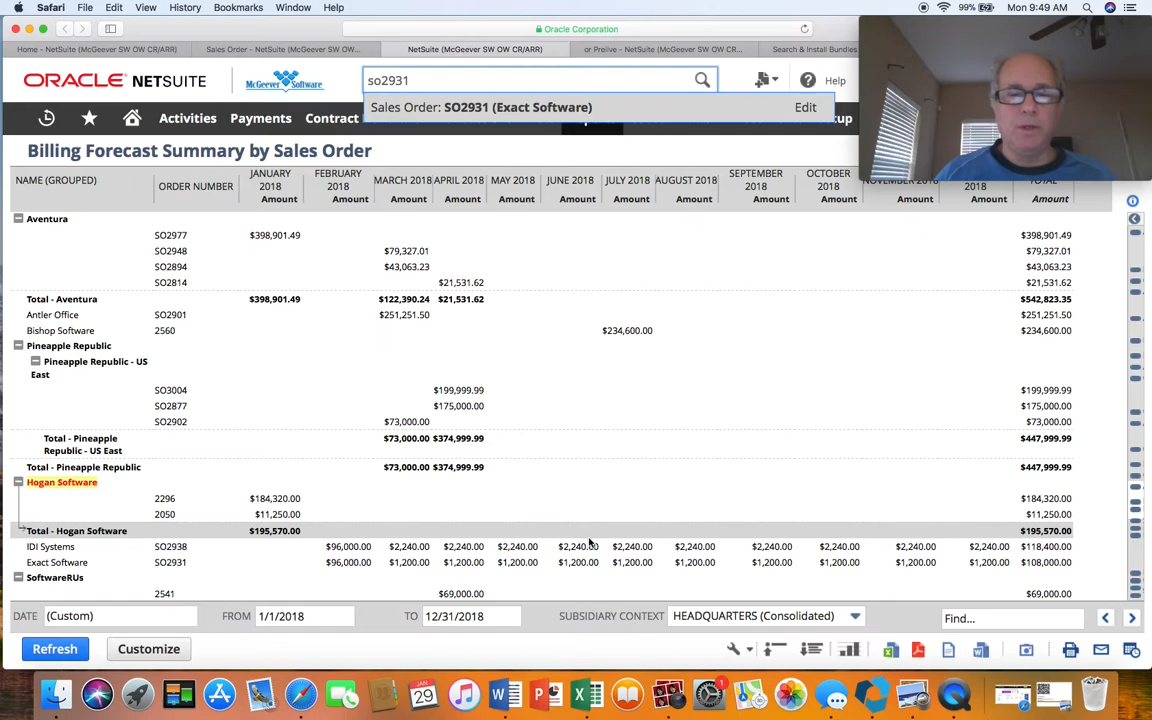 Safari File Edit View History Bookmarks Window Help 99% Mon 9:49 AM
Oracle Corporation
Home - NetSuite (McGeever SW OW CR/ARR) Sales Order - NetSuite (McGeever SW OW... NetSuite (McGeever SW OW CR/ARR) or Prelive - NetSuite (McGeever SW OW CR... Search & Install Bundles
ORACLE NETSUITE McGeever Software so2931 Help
Sales Order: SO2931 (Exact Software) Edit
Activities Payments Contract up
Billing Forecast Summary by Sales Order
NAME (GROUPED) ORDER NUMBER JANUARY 2018 FEBRUARY 2018 MARCH 2018 APRIL 2018 MAY 2018 JUNE 2018 JULY 2018 AUGUST 2018 SEPTEMBER 2018 OCTOBER 2018 NOVEMBER 2018 2018 TOTAL
Amount Amount Amount Amount Amount Amount Amount Amount Amount Amount Amount Amount Amount
Aventura
SO2977 $398,901.49 $398,901.49
SO2948 $79,327.01 $79,327.01
SO2894 $43,063.23 $43,063.23
SO2814 $21,531.62 $21,531.62
Total - Aventura $398,901.49 $122,390.24 $21,531.62 $542,823.35
Antler Office SO2901 $251,251.50 $251,251.50
Bishop Software 2560 $234,600.00 $234,600.00
Pineapple Republic
Pineapple Republic - US
East
SO3004 $199,999.99 $199,999.99
SO2877 $175,000.00 $175,000.00
SO2902 $73,000.00 $73,000.00
Total - Pineapple $73,000.00 $374,999.99 $447,999.99
Republic - US East
Total - Pineapple Republic $73,000.00 $374,999.99 $447,999.99
Hogan Software
2296 $184,320.00 $184,320.00
2050 $11,250.00 $11,250.00
Total - Hogan Software $195,570.00 $195,570.00
IDI Systems SO2938 $96,000.00 $2,240.00 $2,240.00 $2,240.00 $2,240.00 $2,240.00 $2,240.00 $2,240.00 $2,240.00 $2,240.00 $2,240.00 $118,400.00
Exact Software SO2931 $96,000.00 $1,200.00 $1,200.00 $1,200.00 $1,200.00 $1,200.00 $1,200.00 $1,200.00 $1,200.00 $1,200.00 $1,200.00 $108,000.00
SoftwareRUs
2541 $69,000.00 $69,000.00
DATE (Custom) FROM 1/1/2018 TO 12/31/2018 SUBSIDIARY CONTEXT HEADQUARTERS (Consolidated) Find...
Refresh Customize
JAN 29 1